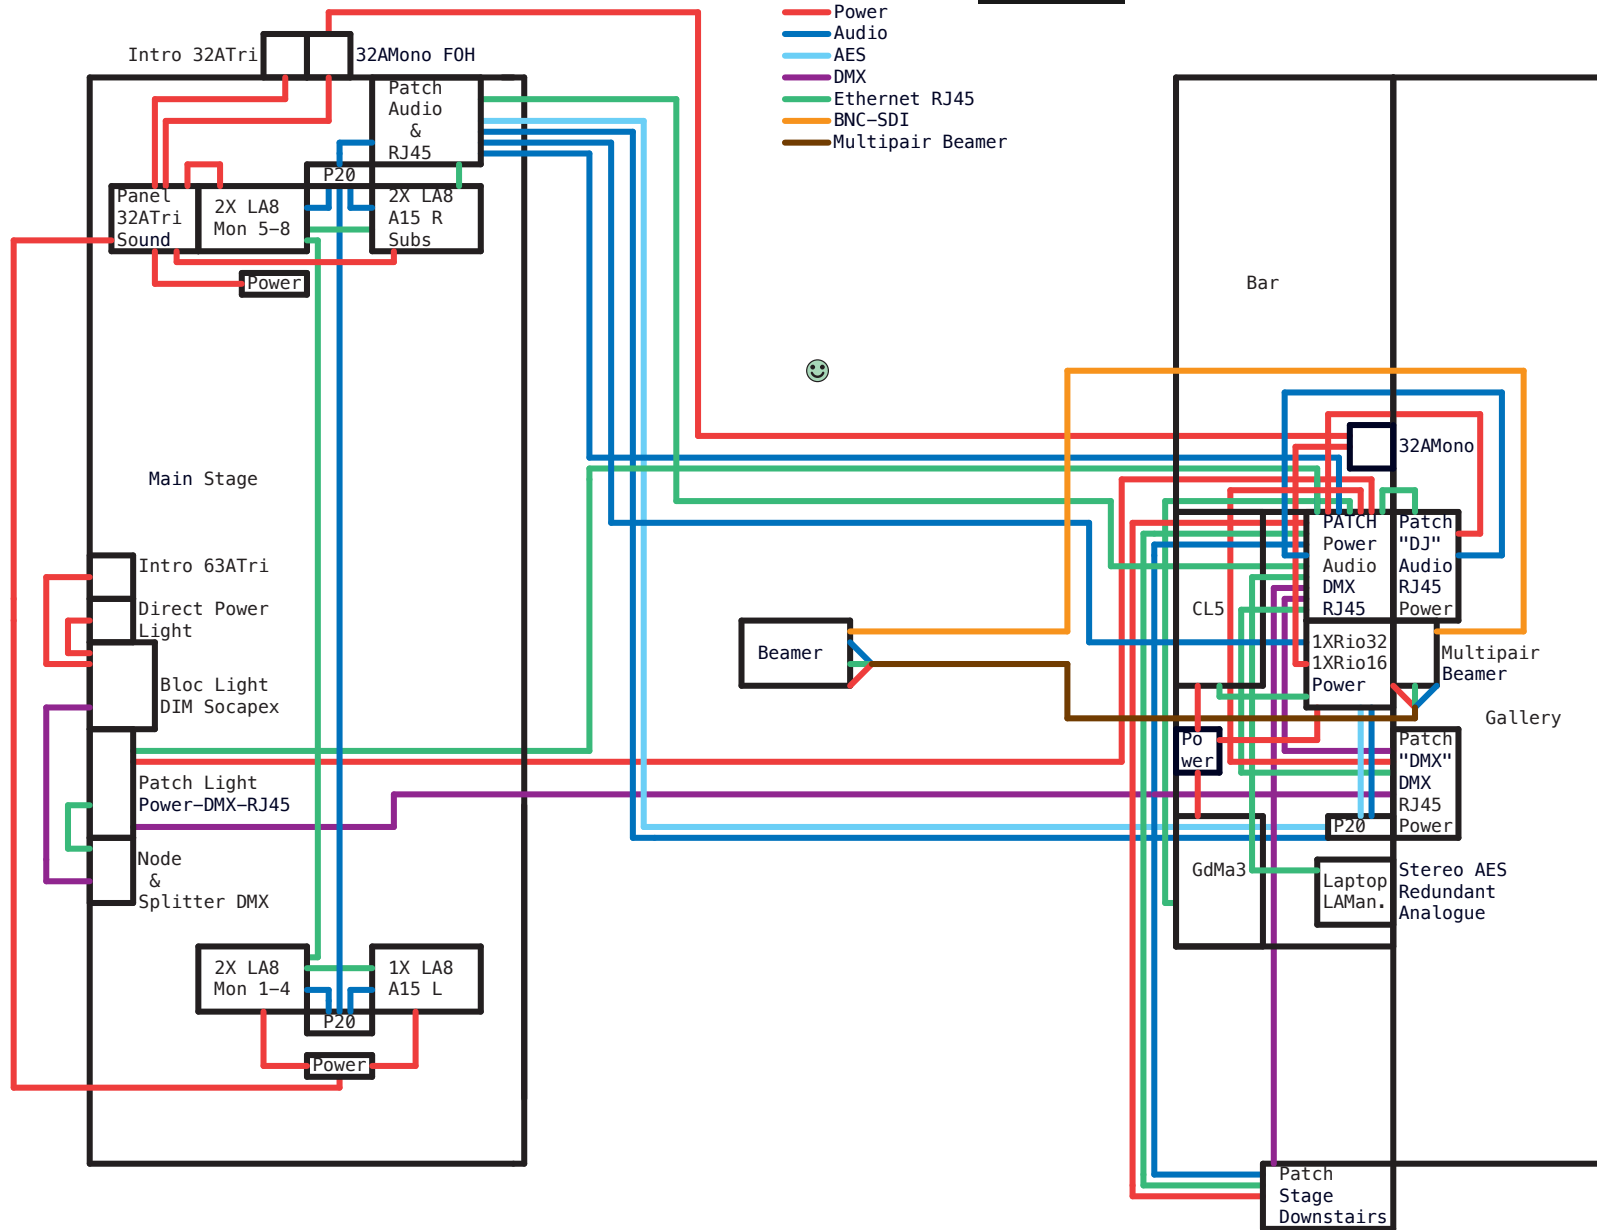 Power
Audio
AES
DMX
Ethernet RJ45
BNC-SDI
Multipair Beamer
Intro 32ATri
32AMono FOH
Patch
Audio
&
RJ45
P20
Panel
32ATri
Sound
2X LA8
Mon 5-8
2X LA8
A15 R
Subs
Power
Main Stage
Intro 63ATri
Direct Power
Light
Bloc Light
DIM Socapex
Patch Light
Power-DMX-RJ45
Node
&
Splitter DMX
2X LA8
Mon 1-4
1X LA8
A15 L
P20
Power
Beamer
Bar
32AMono
PATCH
Power
Audio
DMX
RJ45
Patch
"DJ"
Audio
RJ45
Power
CL5
1XRio32
1XRio16
Power
Multipair
Beamer
Gallery
Po
wer
Patch
"DMX"
DMX
RJ45
Power
P20
GdMa3
Laptop
LAMan.
Stereo AES
Redundant
Analogue
Patch
Stage
Downstairs